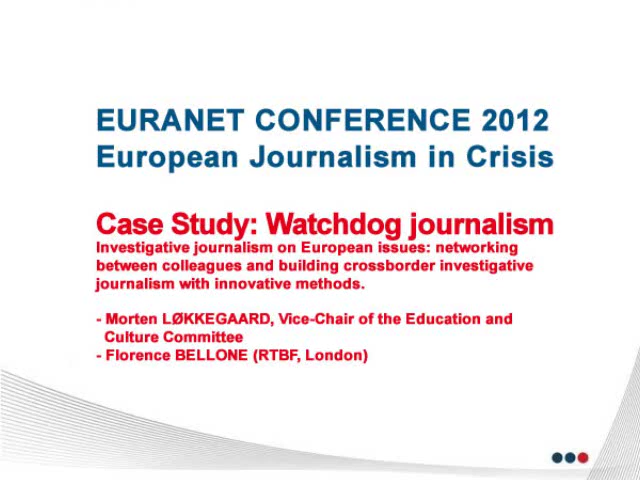 EURANET CONFERENCE 2012
European Journalism in Crisis
Case Study: Watchdog journalism
Investigative journalism on European issues: networking
between colleagues and building crossborder investigative
journalism with innovative methods.
- Morten LØKKEGAARD, Vice-Chair of the Education and
Culture Committee
- Florence BELLONE (RTBF, London)